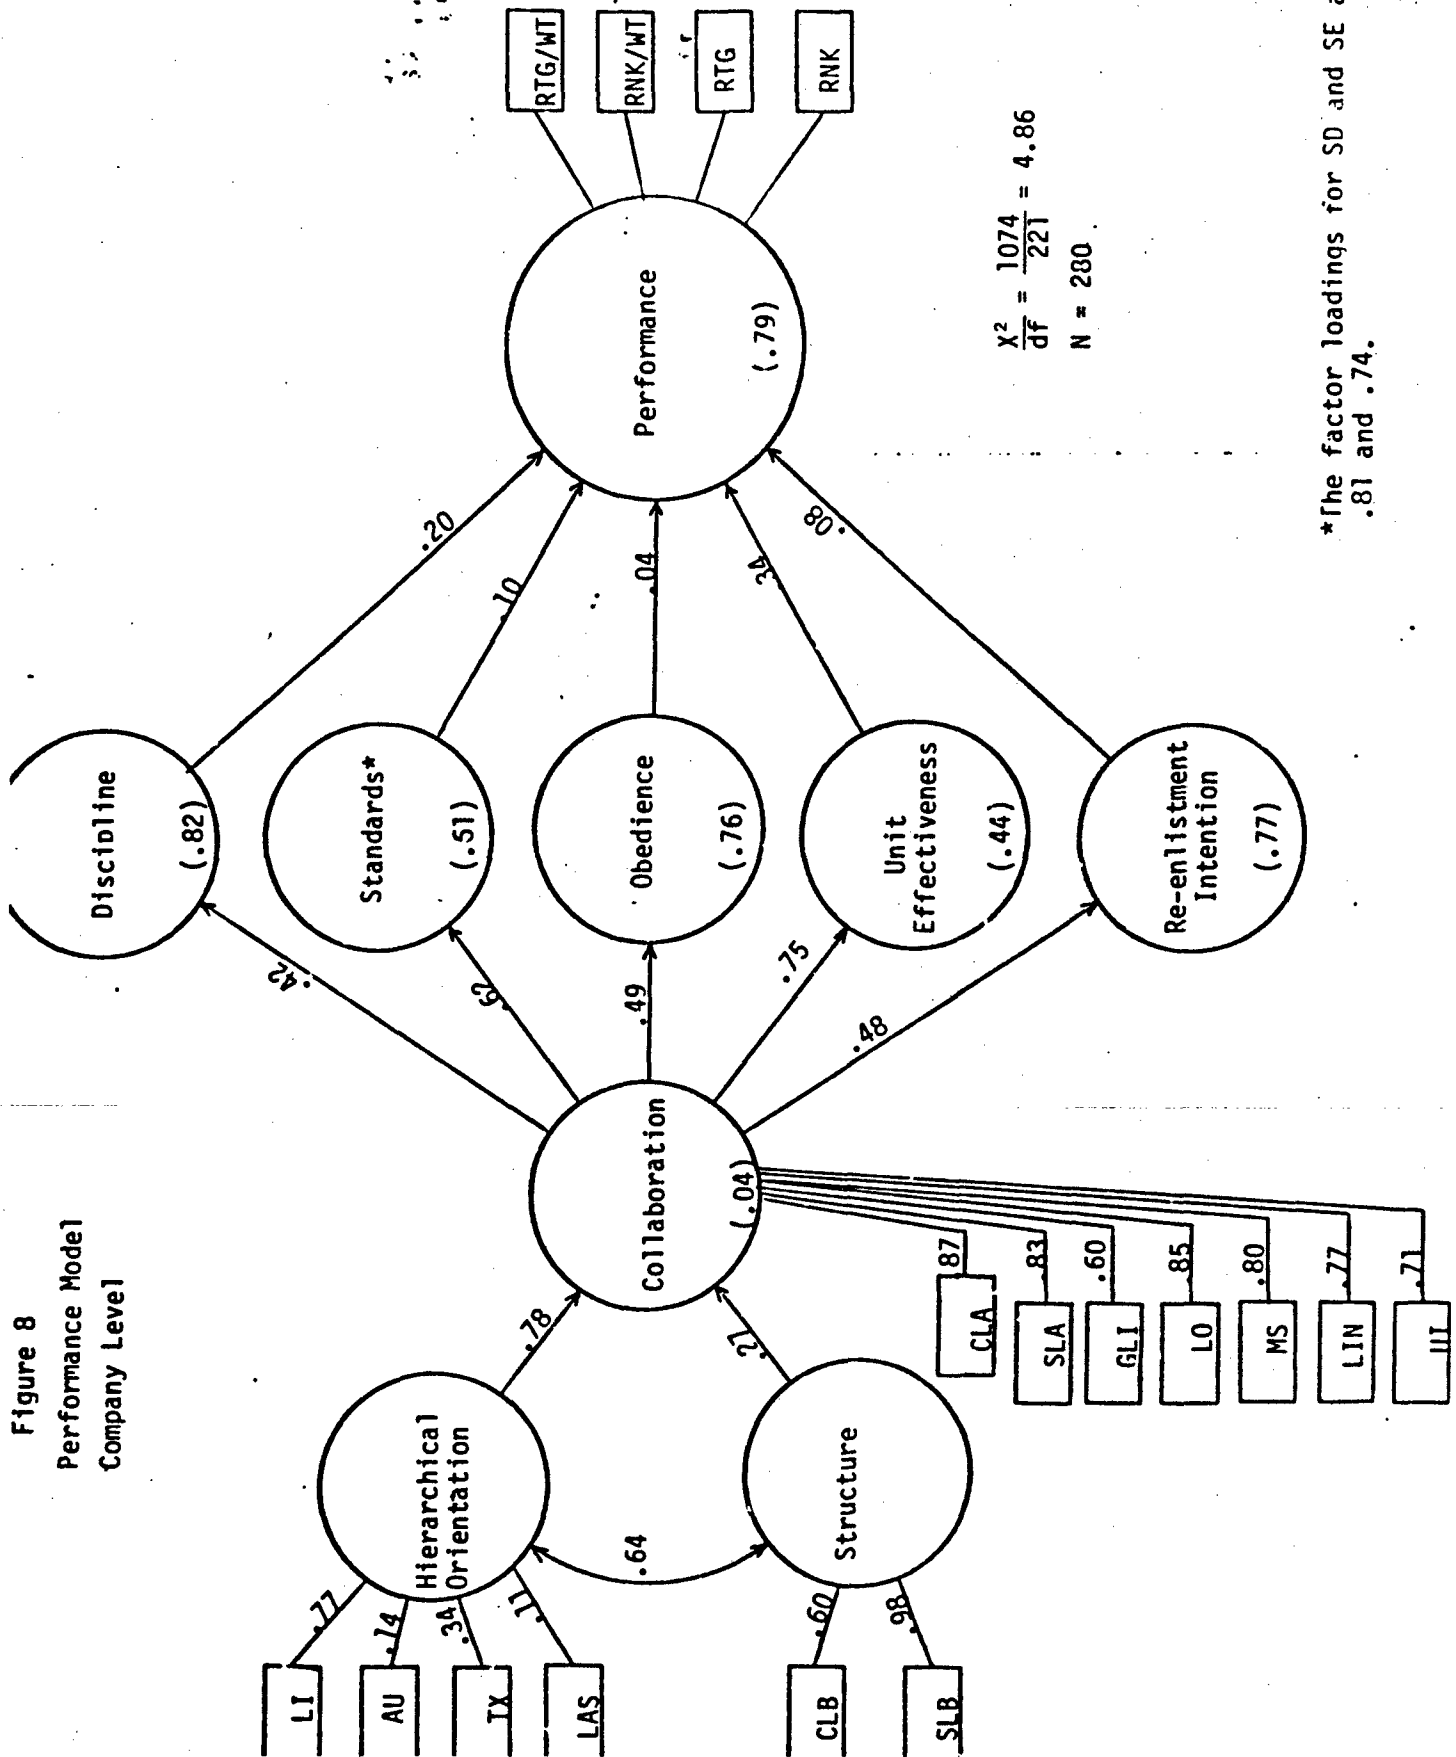 Figure 8
Performance Model
Company Level
LI
AU
TX
LAS
.77
.14
.34
.11
Hierarchical
Orientation
.64
CLB
SLB
.60
.98
Structure
.78
.27
Collaboration
(.04)
CLA
.87
SLA
.83
GLI
.60
LO
.85
MS
.80
LIN
.77
.71
.42
.62
.49
.75
.48
Discipline
(.82)
Standards*
(.51)
Obedience
(.76)
Unit
Effectiveness
(.44)
Re-enlistment
Intention
(.77)
.20
.10
.04
.34
.08
Performance
(.79)
RTG/WT
RNK/WT
RTG
RNK
X² / df = 1074 / 221 = 4.86
N = 280
*The factor loadings for SD and SE
.81 and .74.